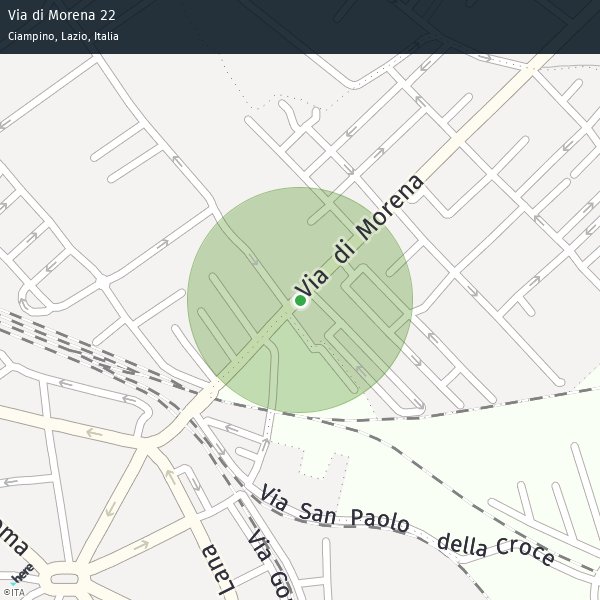 Via di Morena 22
Ciampino, Lazio, Italia
Via di Morena
Via San Paolo della Croce
Via Go
Lana
oma
here
©ITA